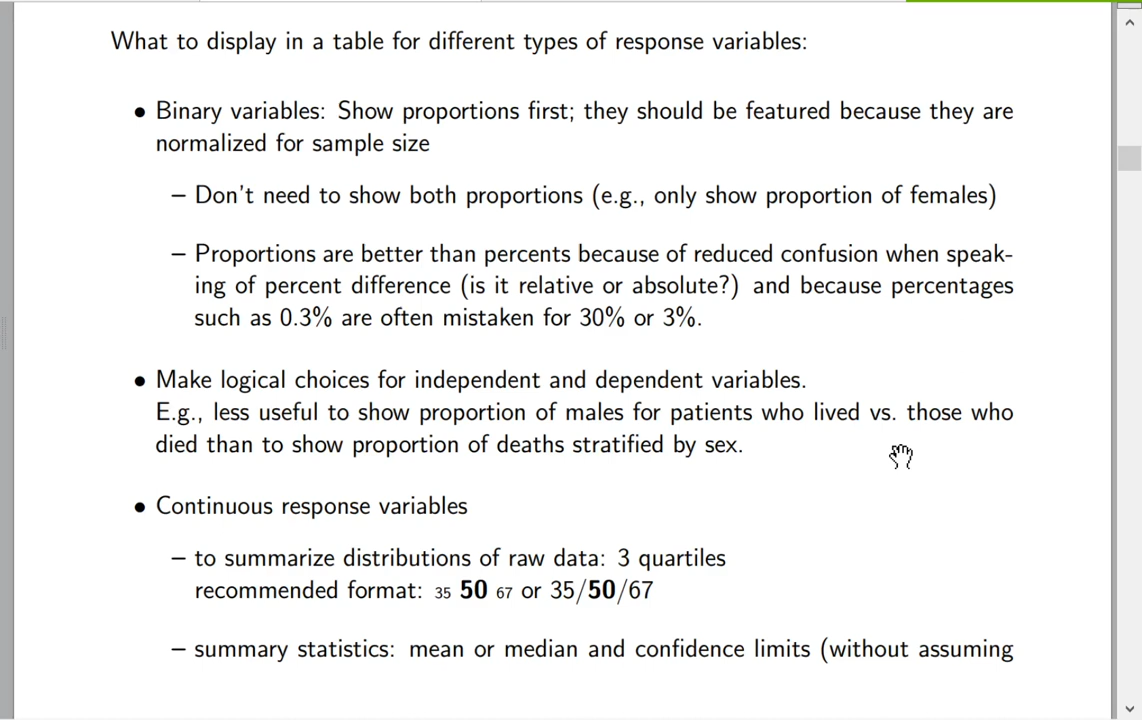 What to display in a table for different types of response variables:
• Binary variables: Show proportions first; they should be featured because they are
normalized for sample size
– Don't need to show both proportions (e.g., only show proportion of females)
– Proportions are better than percents because of reduced confusion when speak-
ing of percent difference (is it relative or absolute?) and because percentages
such as 0.3% are often mistaken for 30% or 3%.
• Make logical choices for independent and dependent variables.
E.g., less useful to show proportion of males for patients who lived vs. those who
died than to show proportion of deaths stratified by sex.
• Continuous response variables
– to summarize distributions of raw data: 3 quartiles
recommended format: 35 50 67 or 35/50/67
– summary statistics: mean or median and confidence limits (without assuming